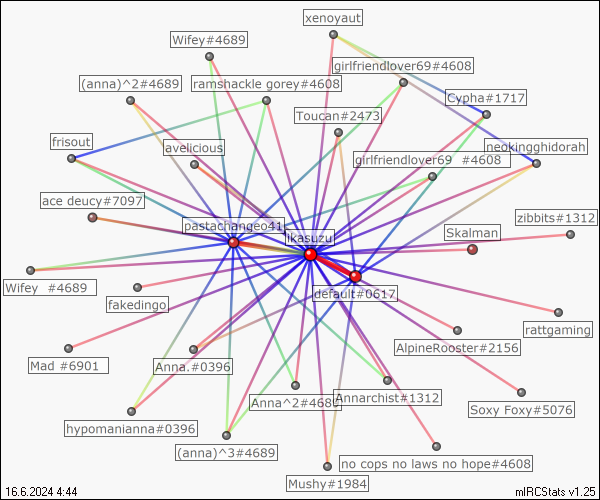 xenoyaut
Wifey#4689
girlfriendlover69#4608
(anna)^2#4689
ramshackle gorey#4608
Cypha#1717
Toucan#2473
frisout
avelicious
girlfriendlover69 #4608
neokingghidorah
ace deucy#7097
pastachangeo41
ikasuzu
zibbits#1312
Skalman
Wifey #4689
fakedingo
default#0617
rattgaming
Mad #6901
Anna.#0396
AlpineRooster#2156
hypomanianna#0396
Anna^2#4689
Annarchist#1312
Soxy Foxy#5076
(anna)^3#4689
no cops no laws no hope#4608
Mushy#1984
16.6.2024 4:44
mIRCStats v1.25